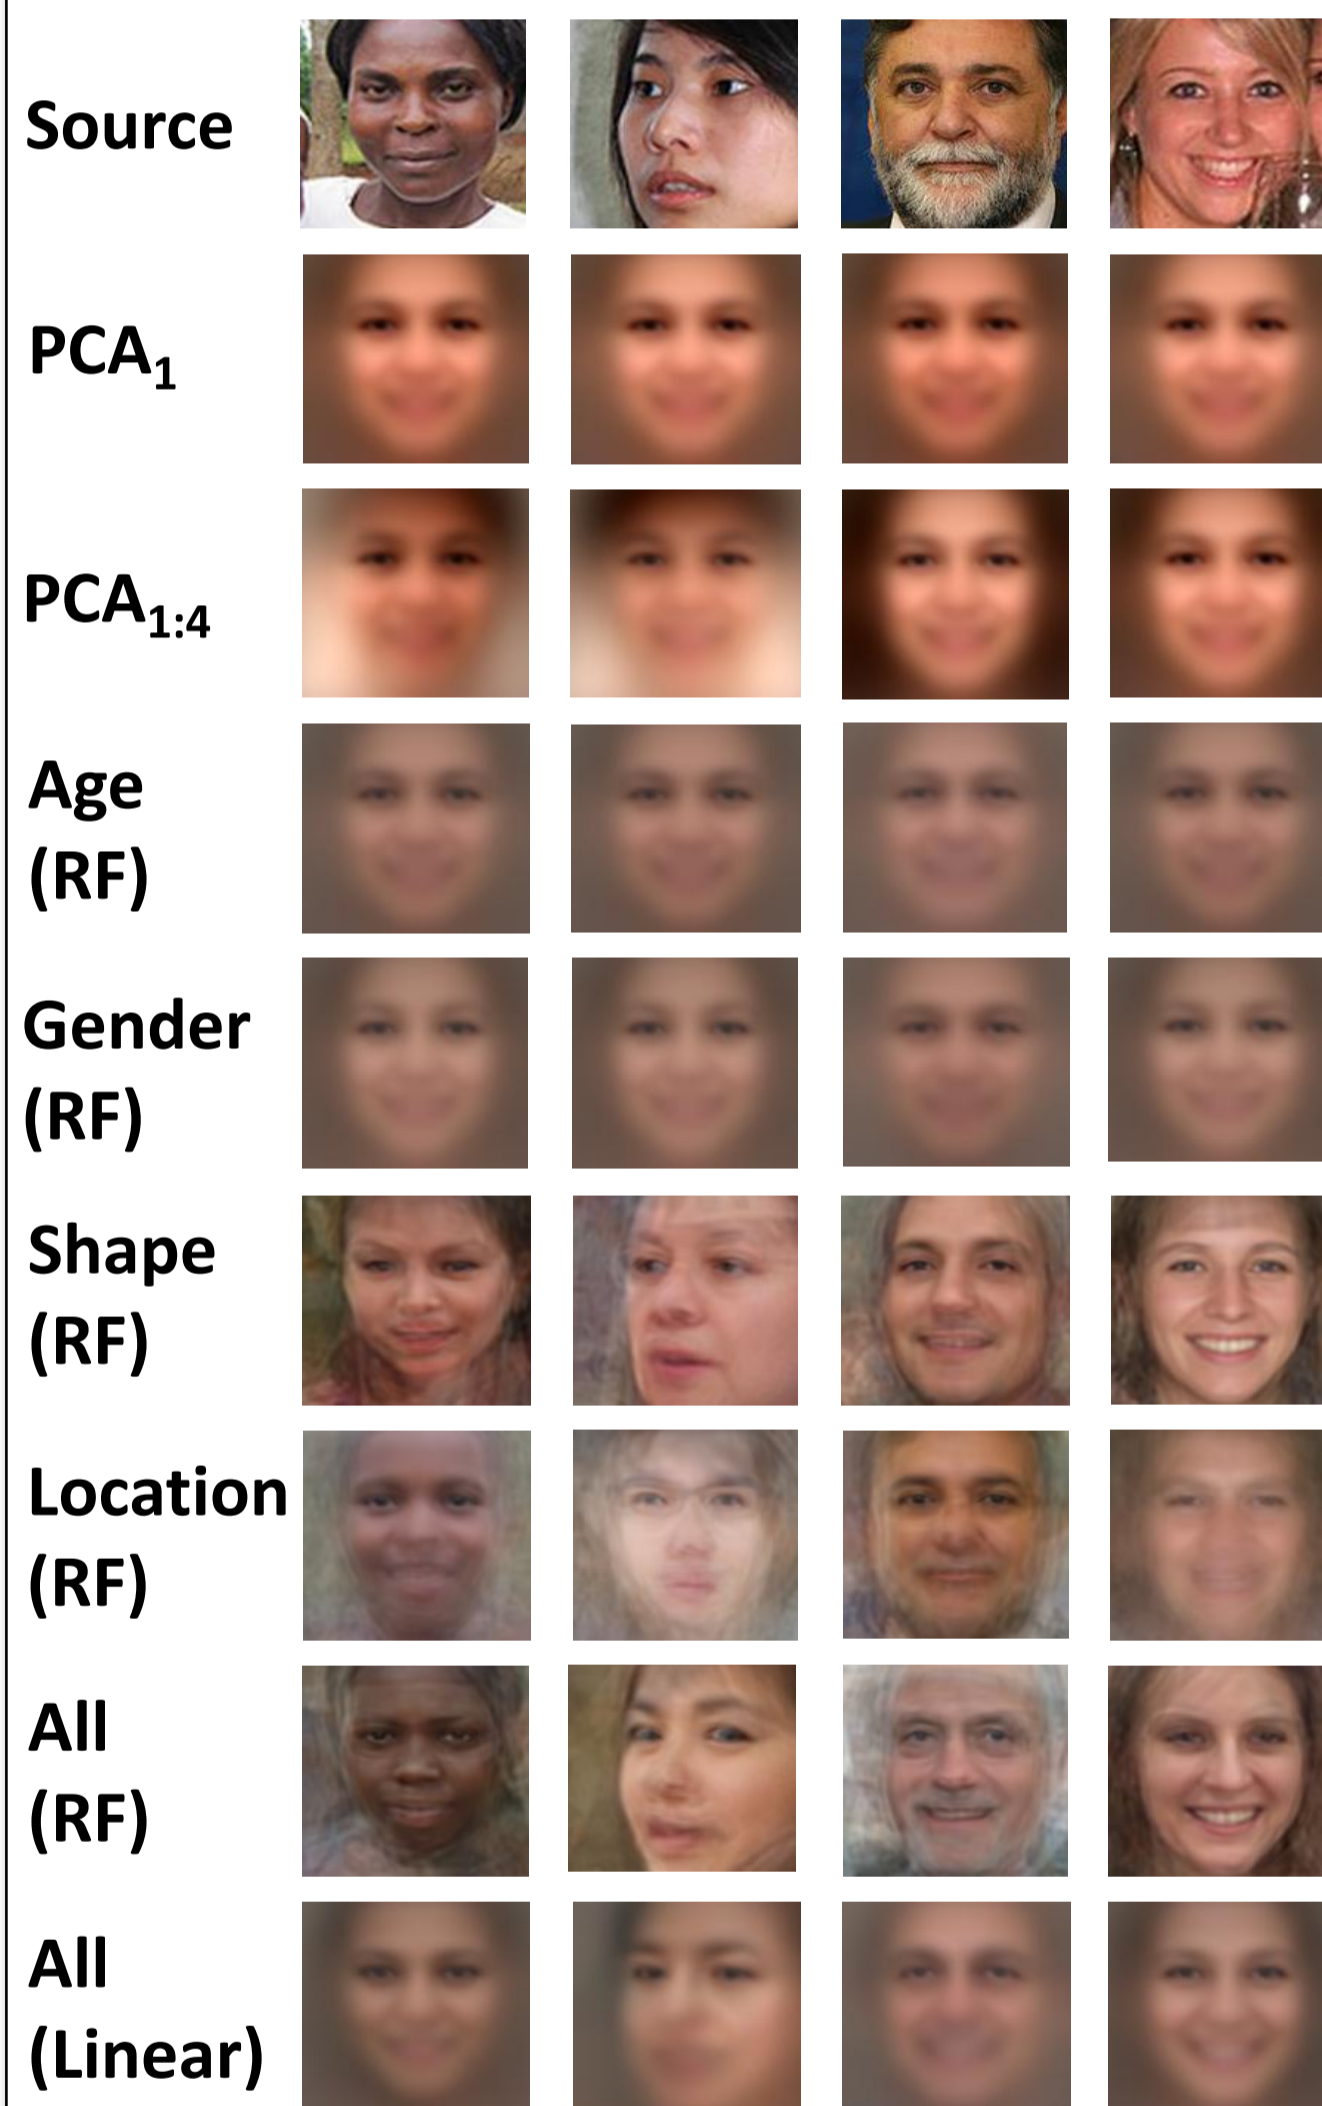 Source
PCA₁
PCA₁:₄
Age
(RF)
Gender
(RF)
Shape
(RF)
Location
(RF)
All
(RF)
All
(Linear)